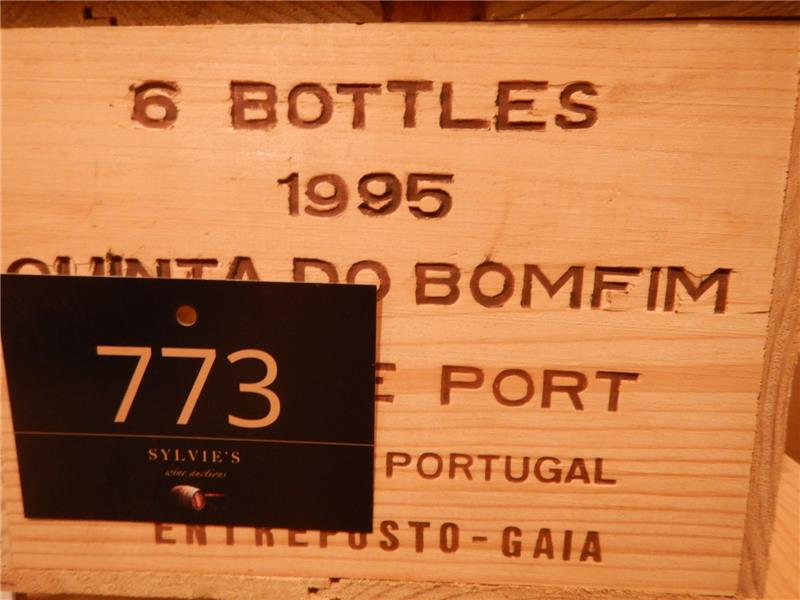 6 BOTTLES
1995
QUINTA DO BOMFIM
PORT
PORTUGAL
ENTREPOSTO-GAIA
773
SYLVIE'S
wine auctions